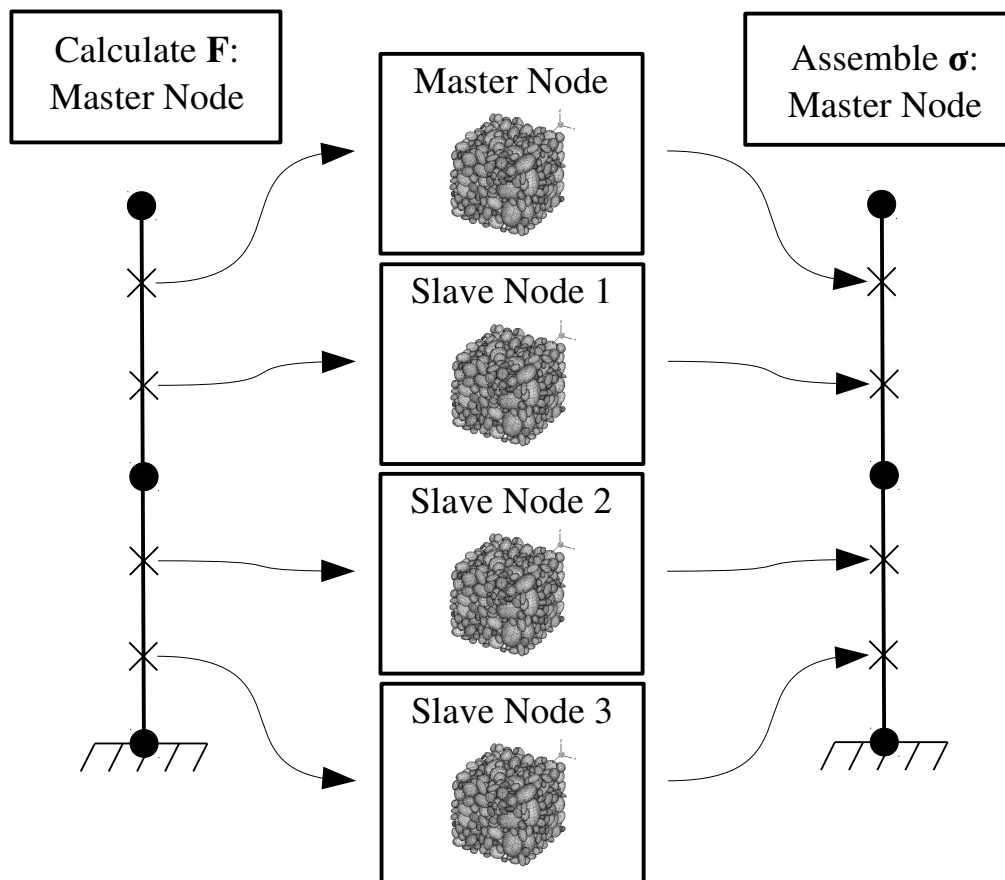 Calculate F:
Master Node
Master Node
Assemble σ:
Master Node
Slave Node 1
Slave Node 2
Slave Node 3